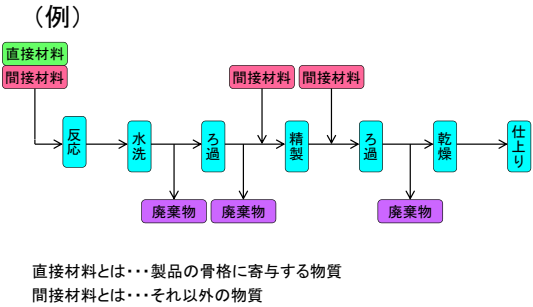 （例）
直接材料
間接材料
間接材料
間接材料
反応
水洗
ろ過
精製
ろ過
乾燥
仕上り
廃棄物
廃棄物
廃棄物
直接材料とは・・・製品の骨格に寄与する物質
間接材料とは・・・それ以外の物質